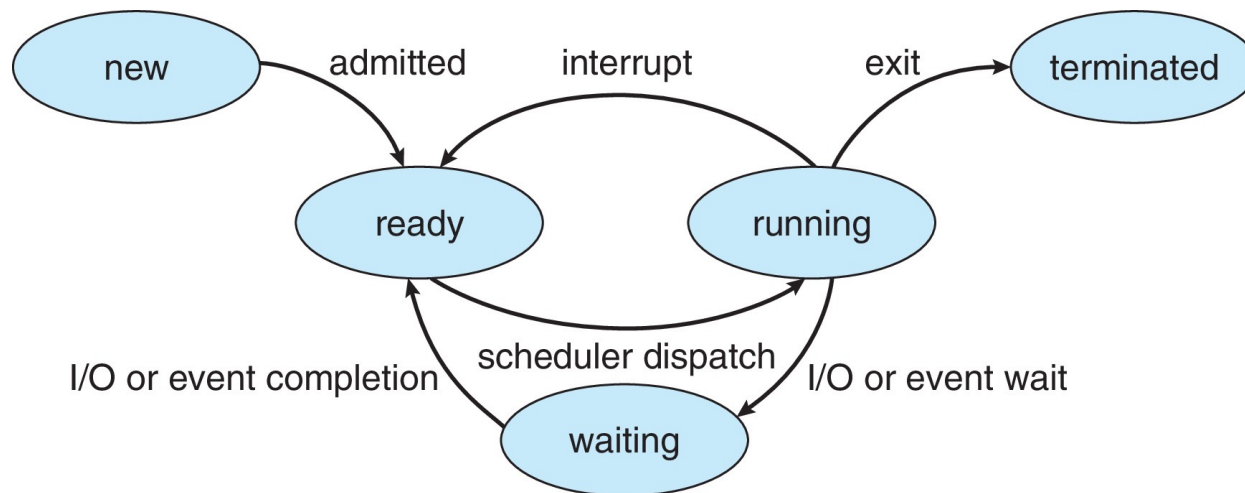 new
admitted
interrupt
exit
terminated
ready
running
scheduler dispatch
I/O or event completion
I/O or event wait
waiting